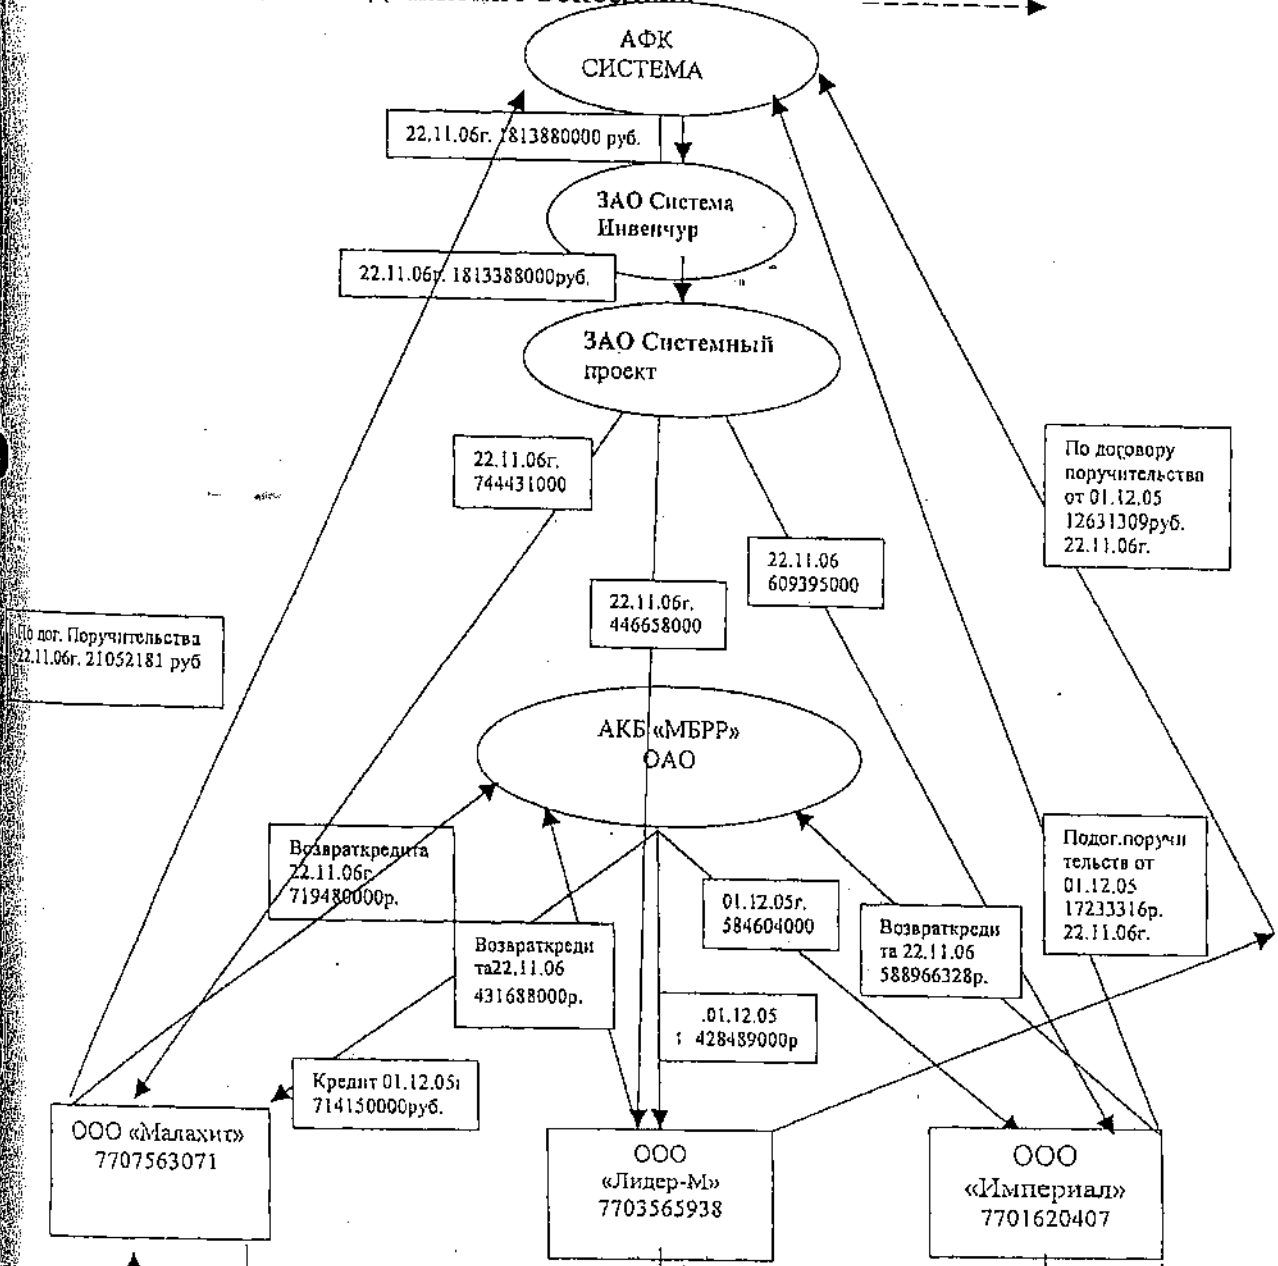 АФК
СИСТЕМА
22.11.06г. 1813880000 руб.
ЗАО Система
Инвенчур
22.11.06г. 1813388000руб.
ЗАО Системный
проект
22.11.06г.
744431000
По договору
поручительства
от 01.12.05
12631309руб.
22.11.06г.
22.11.06
609395000
22.11.06г.
446658000
По дог. Поручительства
22.11.06г. 21052181 руб
АКБ «МБРР»
ОАО
Возвраткредита
22.11.06г.
719480000р.
Подог.поручи
тельств от
01.12.05
17233316р.
22.11.06г.
01.12.05г.
584604000
Возвраткреди
та 22.11.06
588966328р.
Возвраткреди
та22.11.06
431688000р.
.01.12.05
428489000р
Кредит 01.12.05г
714150000руб.
ООО «Малахит»
7707563071
ООО
«Лидер-М»
7703565938
ООО
«Империал»
7701620407